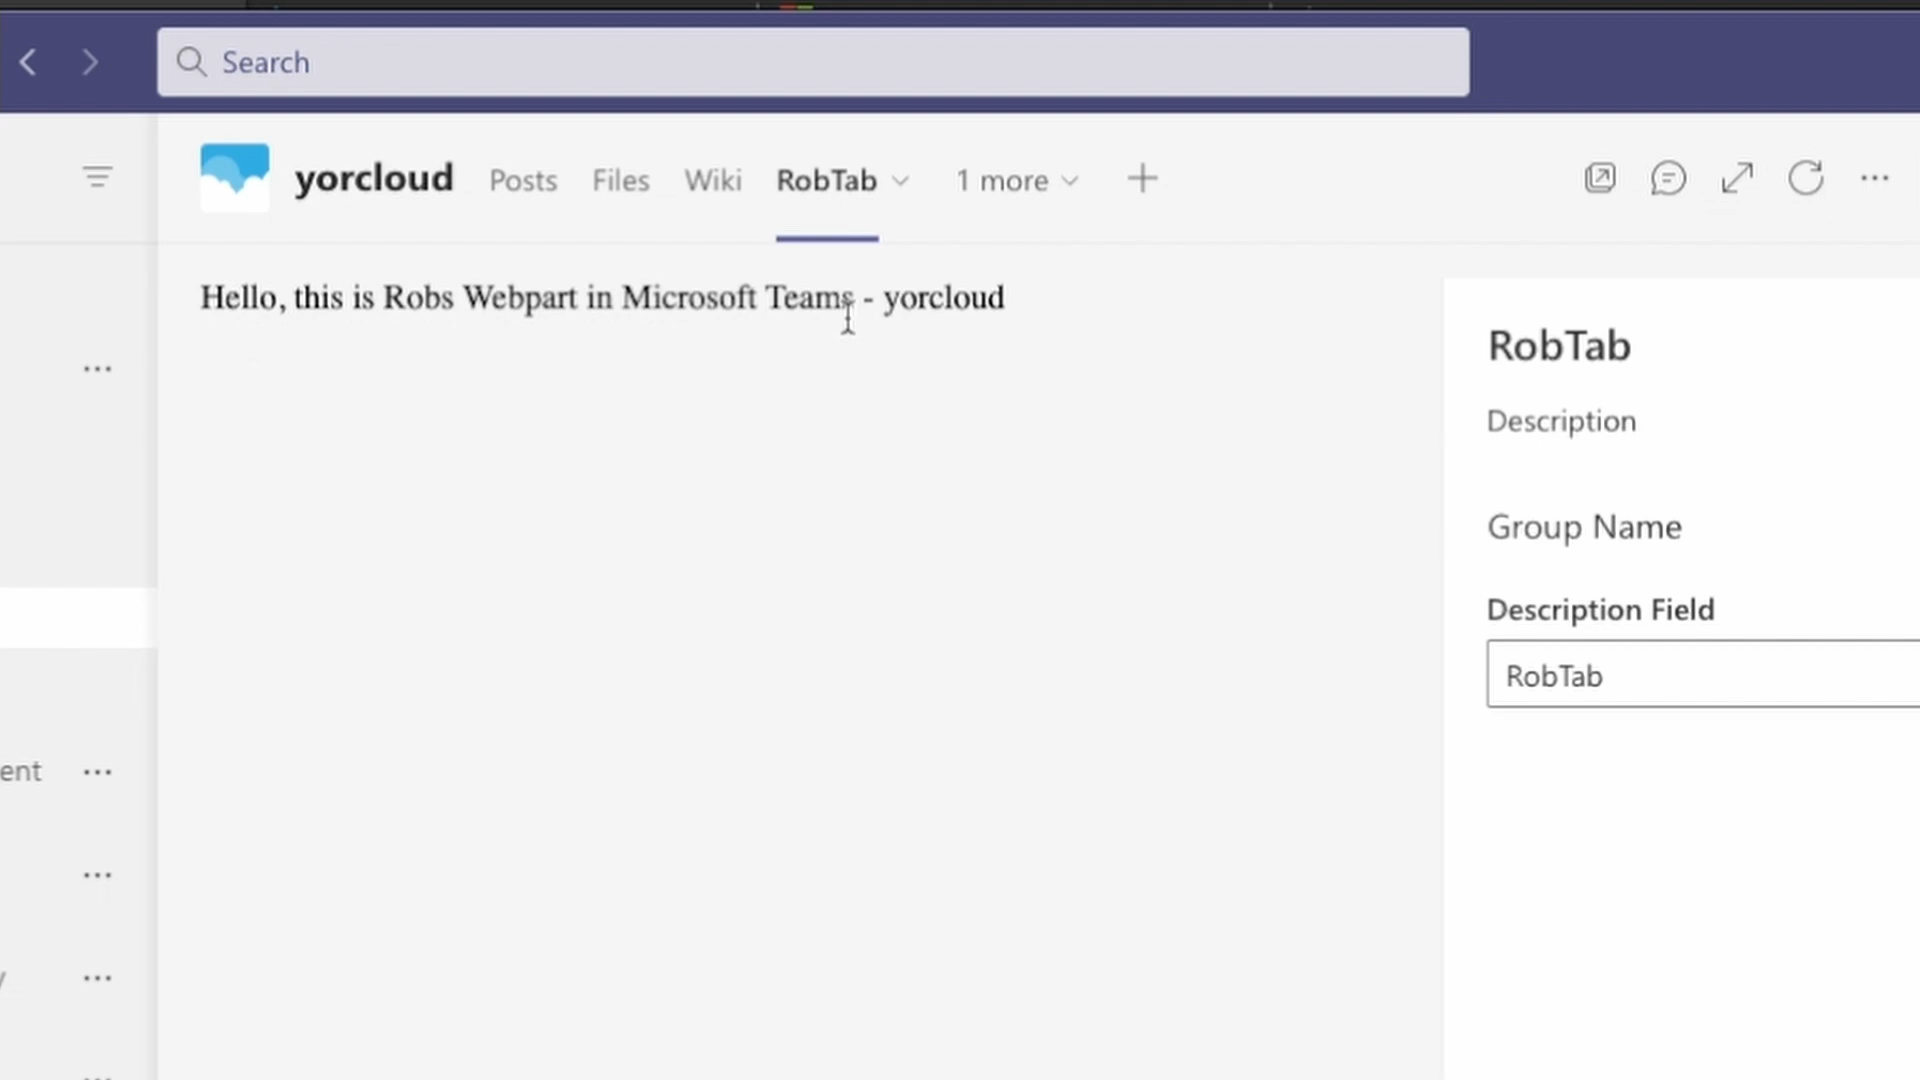 Search
yorcloud Posts Files Wiki RobTab 1 more
Hello, this is Robs Webpart in Microsoft Teams - yorcloud
RobTab
Description
Group Name
Description Field
RobTab
ent